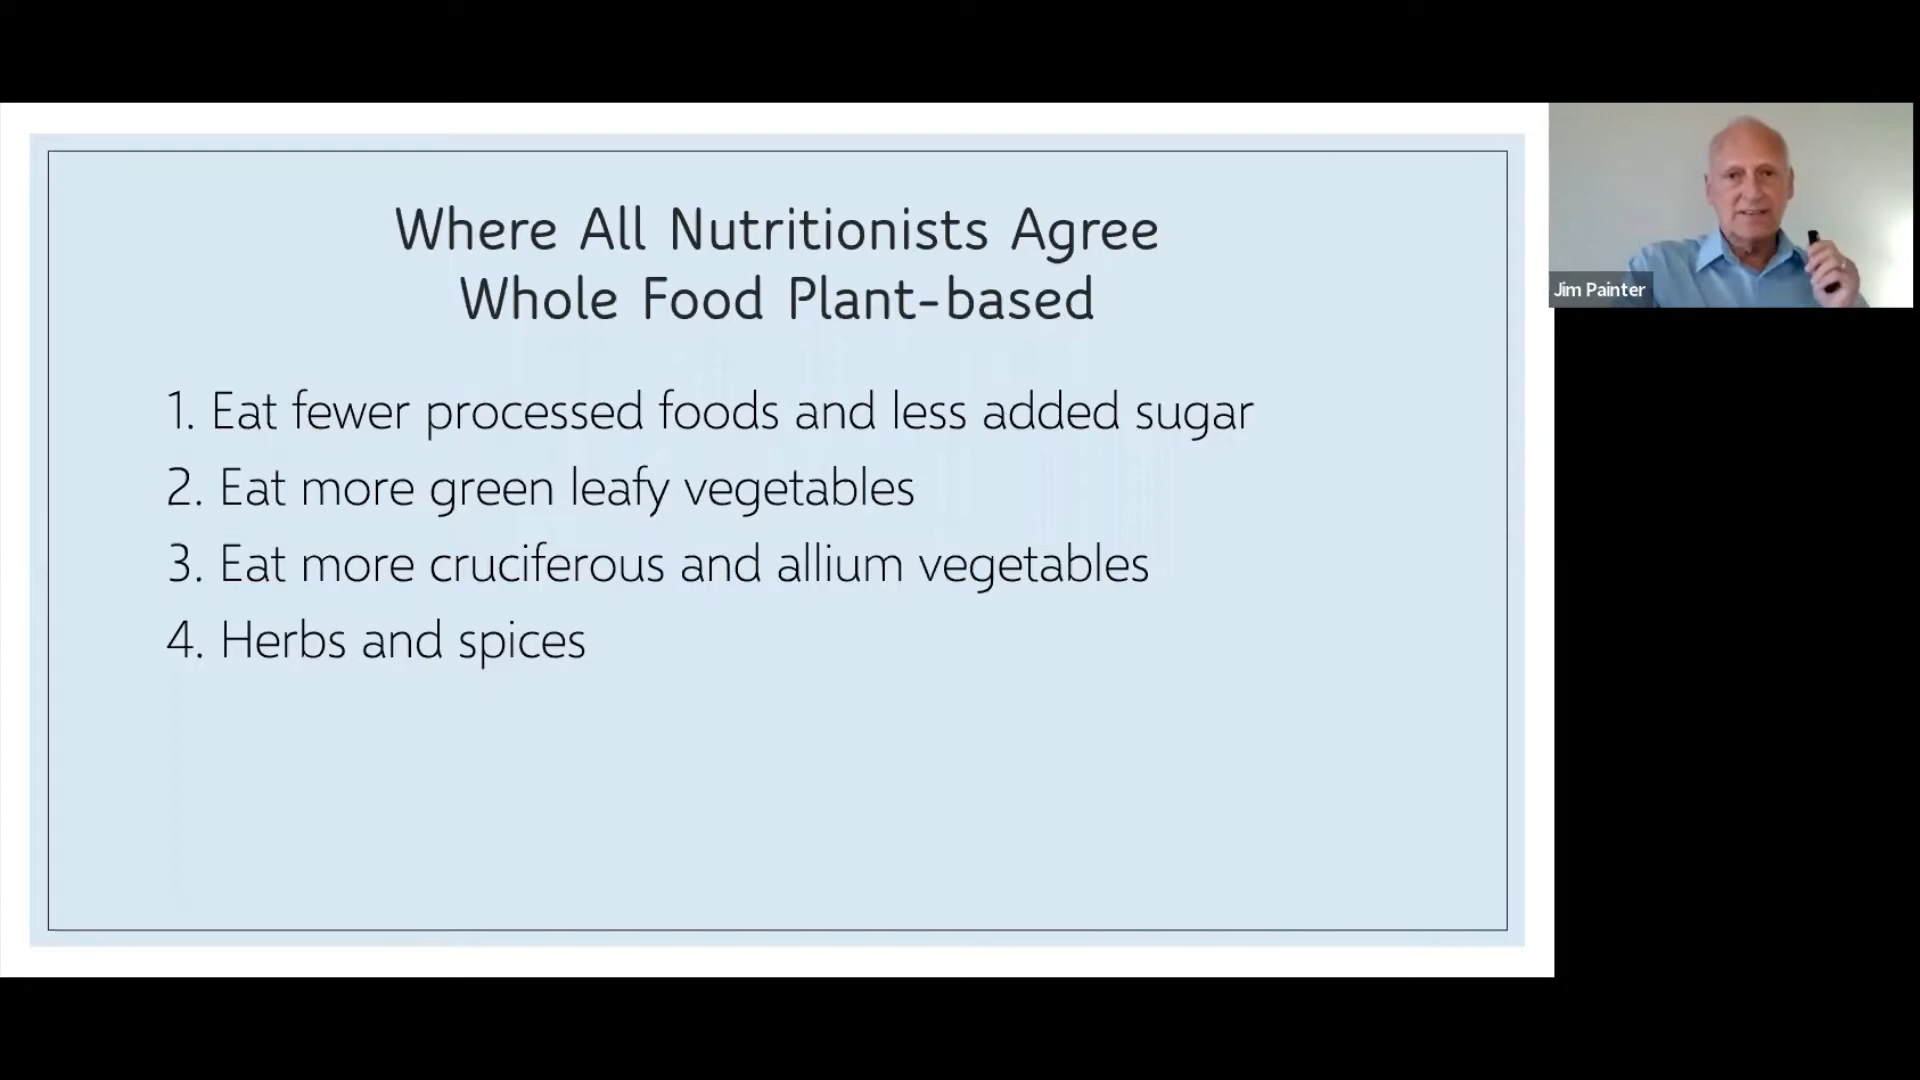 Where All Nutritionists Agree
Whole Food Plant-based
1. Eat fewer processed foods and less added sugar
2. Eat more green leafy vegetables
3. Eat more cruciferous and allium vegetables
4. Herbs and spices
Jim Painter